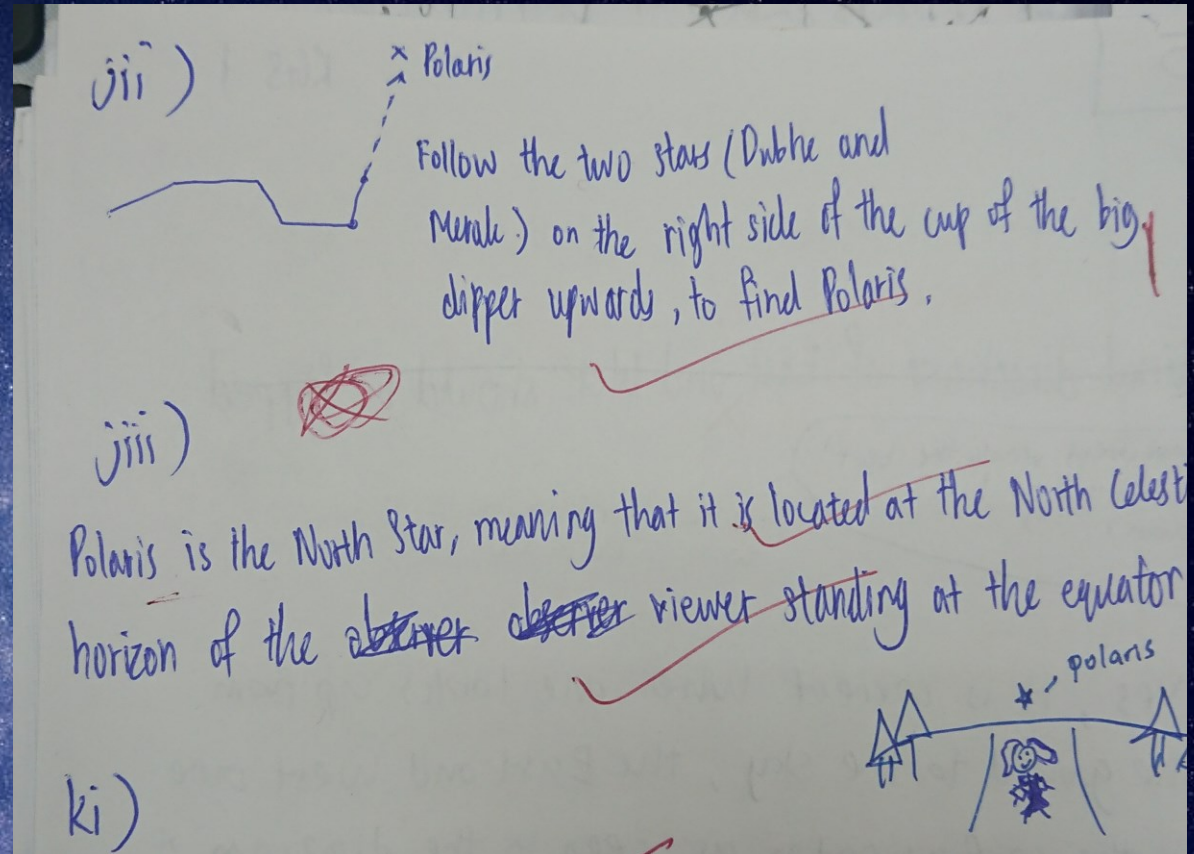 jii)
Polaris
Follow the two stars (Dubhe and
Merak) on the right side of the cup of the big
dipper upwards, to find Polaris.
jiii)
Polaris is the North Star, meaning that it is located at the North Celest
horizon of the viewer standing at the equator
polaris
ki)